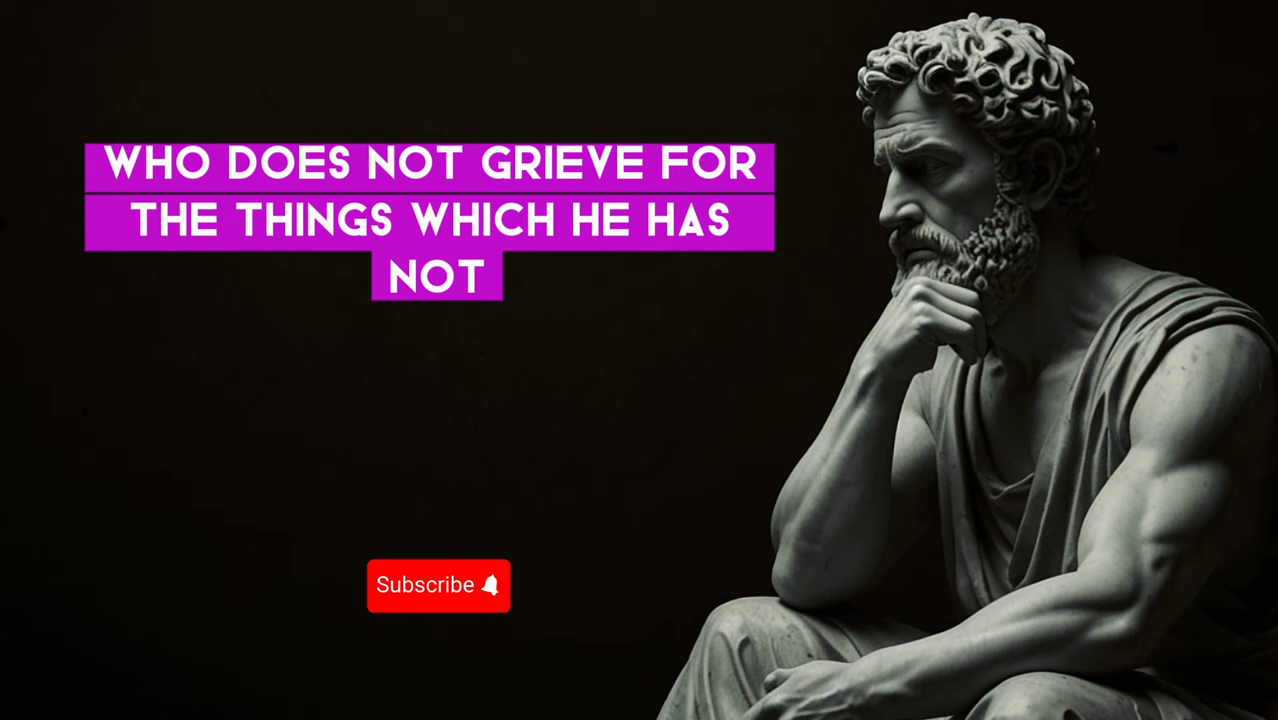 WHO DOES NOT GRIEVE FOR
THE THINGS WHICH HE HAS
NOT
Subscribe